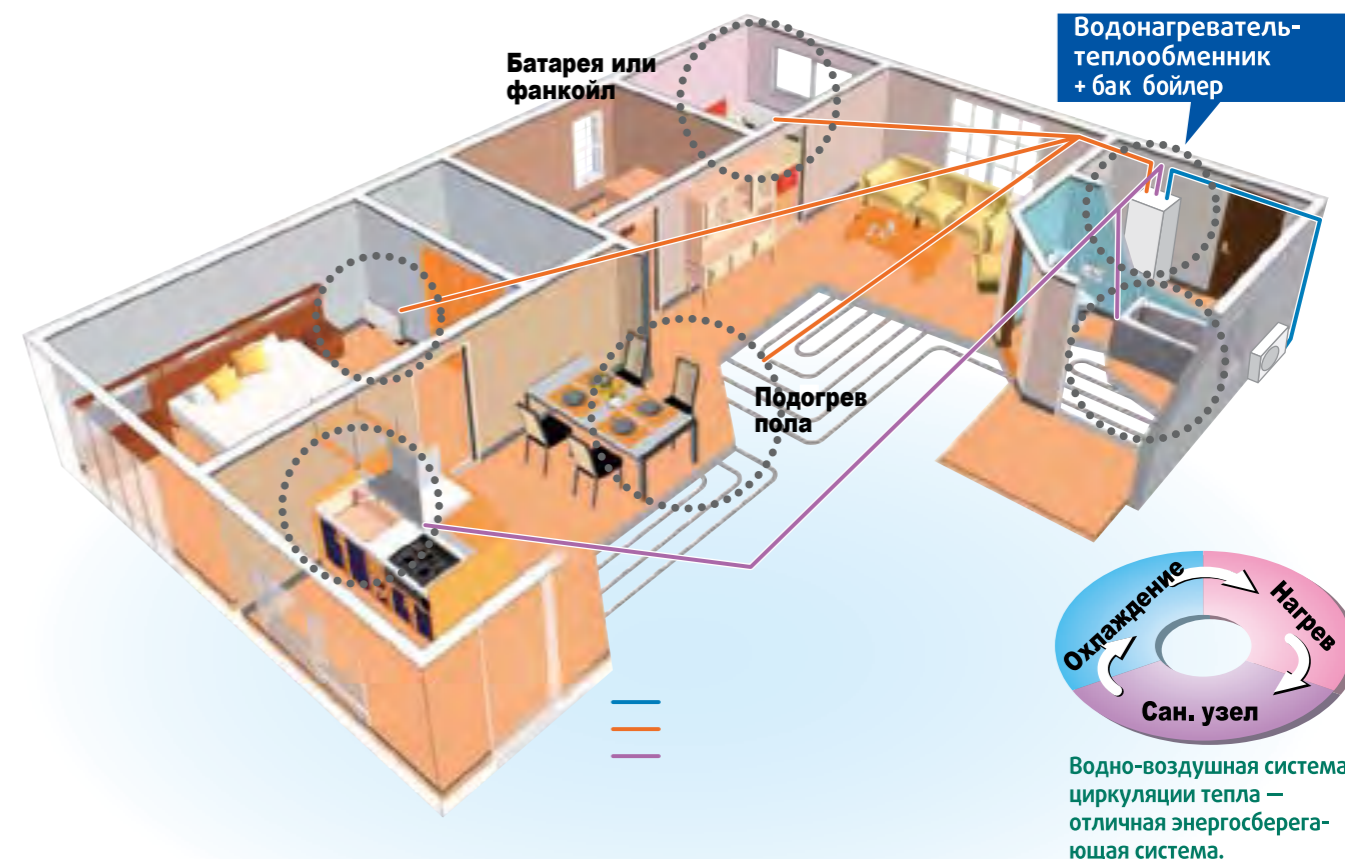 Водонагреватель-
теплообменник
+ бак бойлер
Батарея или
фанкойл
Подогрев
пола
Охлаждение
Нагрев
Сан. узел
Водно-воздушная система
циркуляции тепла —
отличная энергосберега-
ющая система.